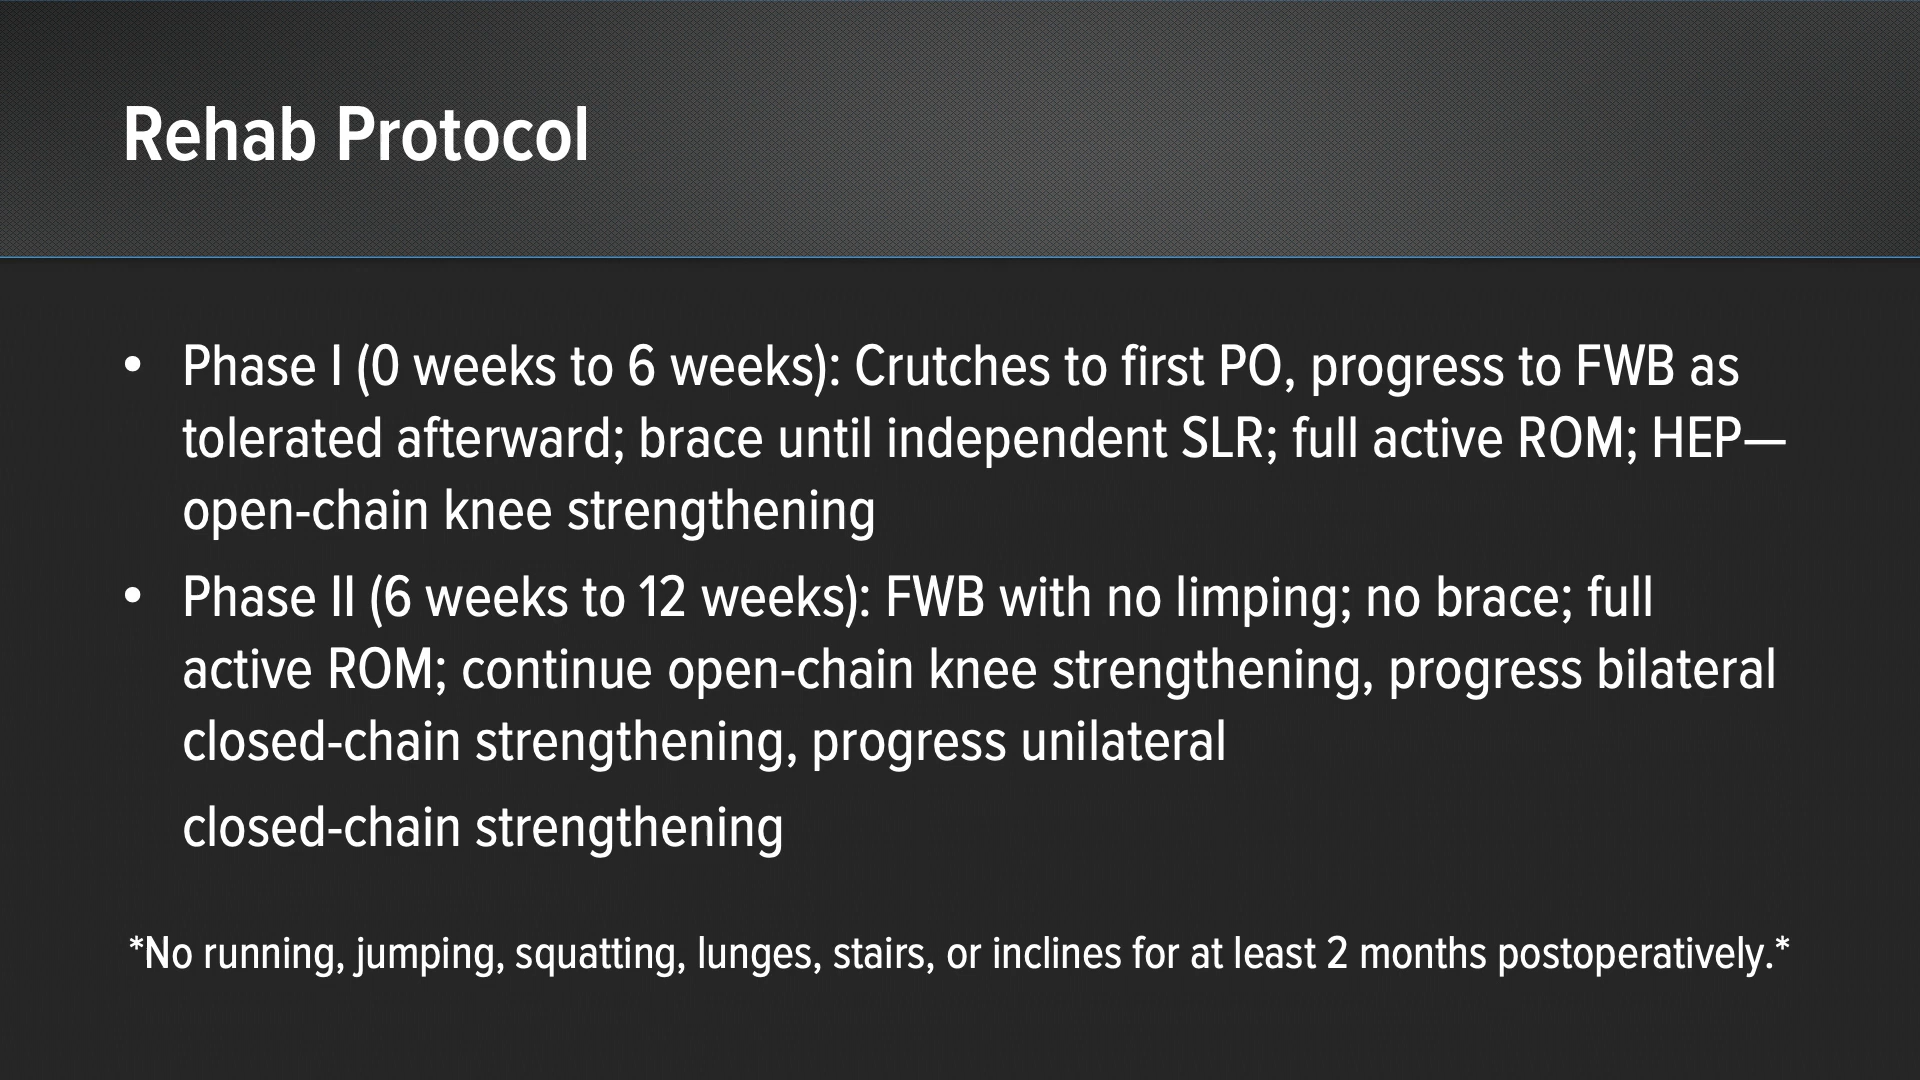 Rehab Protocol
• Phase I (0 weeks to 6 weeks): Crutches to first PO, progress to FWB as
tolerated afterward; brace until independent SLR; full active ROM; HEP—
open-chain knee strengthening
• Phase II (6 weeks to 12 weeks): FWB with no limping; no brace; full
active ROM; continue open-chain knee strengthening, progress bilateral
closed-chain strengthening, progress unilateral
closed-chain strengthening
*No running, jumping, squatting, lunges, stairs, or inclines for at least 2 months postoperatively.*